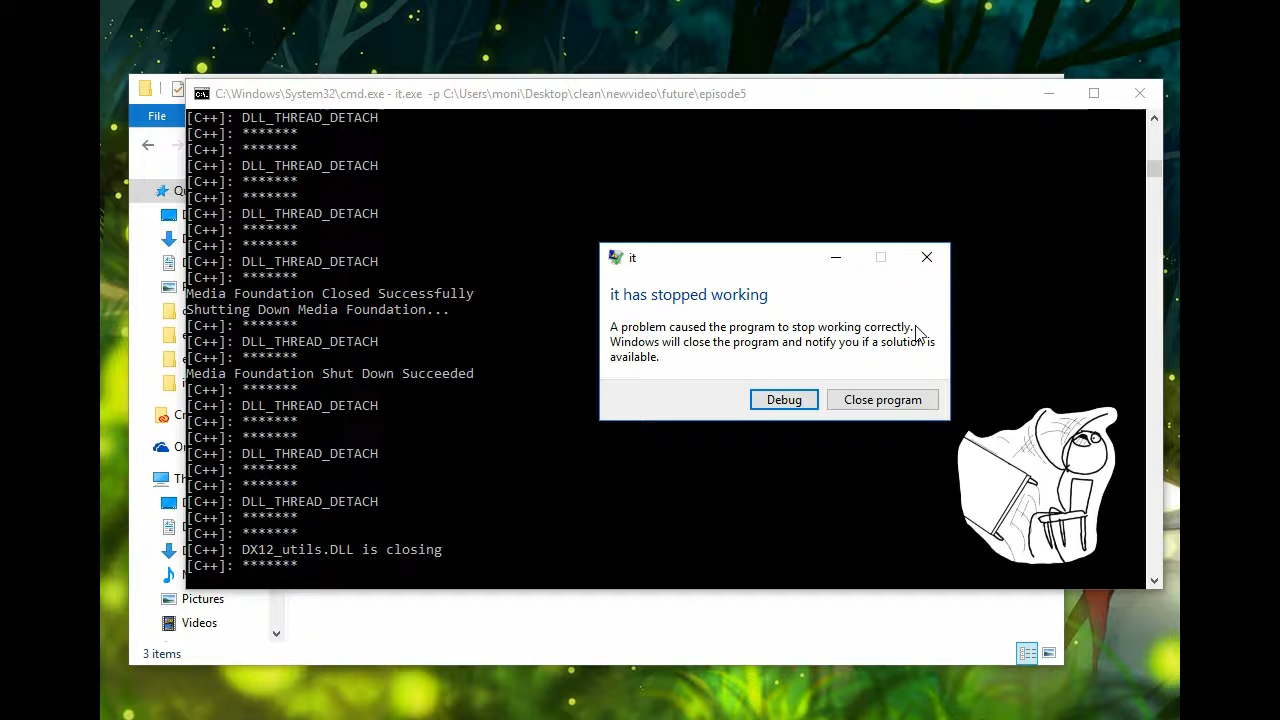 C:\Windows\System32\cmd.exe - it.exe  -p C:\Users\moni\Desktop\clean\newvideo\future\episode5
File
[C++]: DLL_THREAD_DETACH
[C++]: *******
[C++]: *******
[C++]: DLL_THREAD_DETACH
[C++]: *******
[C++]: *******
[C++]: DLL_THREAD_DETACH
[C++]: *******
[C++]: *******
[C++]: DLL_THREAD_DETACH
[C++]: *******
Media Foundation Closed Successfully
Shutting Down Media Foundation...
[C++]: *******
[C++]: DLL_THREAD_DETACH
[C++]: *******
Media Foundation Shut Down Succeeded
[C++]: *******
[C++]: DLL_THREAD_DETACH
[C++]: *******
[C++]: *******
[C++]: DLL_THREAD_DETACH
[C++]: *******
[C++]: *******
[C++]: DLL_THREAD_DETACH
[C++]: *******
[C++]: *******
[C++]: DX12_utils.DLL is closing
[C++]: *******
it
it has stopped working
A problem caused the program to stop working correctly.
Windows will close the program and notify you if a solution is
available.
Debug
Close program
Pictures
Videos
3 items